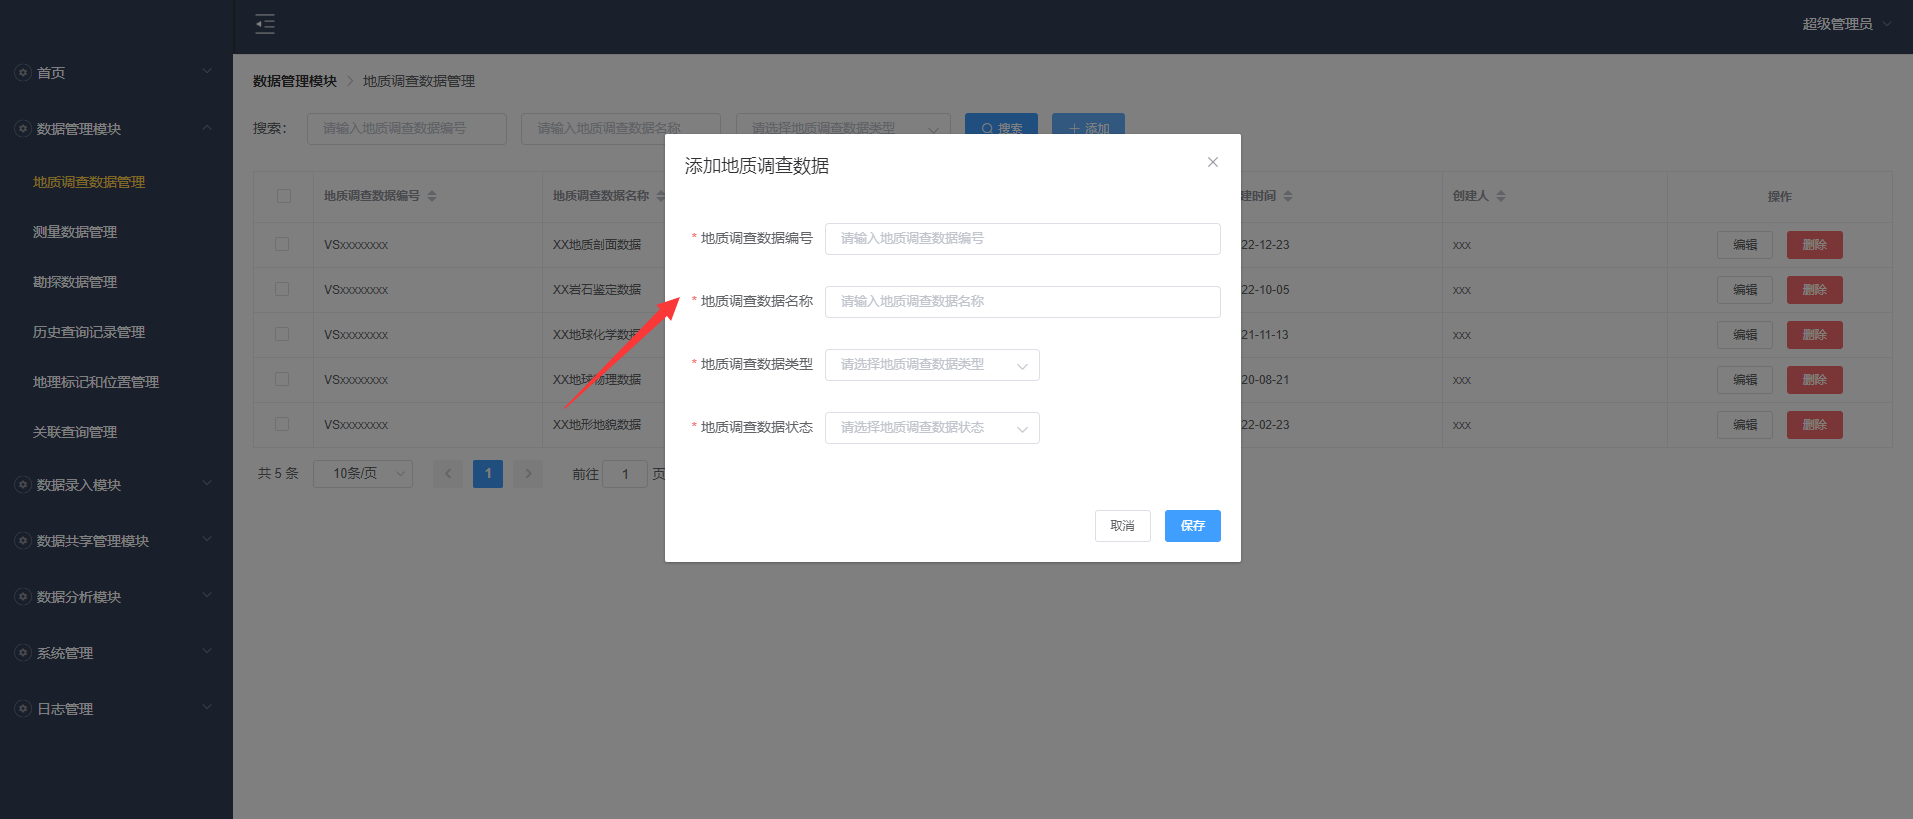 超级管理员
首页
数据管理模块
地质调查数据管理
测量数据管理
勘探数据管理
历史查询记录管理
地理标记和位置管理
关联查询管理
数据录入模块
数据共享管理模块
数据分析模块
系统管理
日志管理
数据管理模块 地质调查数据管理
搜索: 请输入地质调查数据编号 请输入地质调查数据名称 请选择地质调查数据类型 搜索 添加
地质调查数据编号 地质调查数据名称 建时间 创建人 操作
VSxxxxxxxx XX地质剖面数据 22-12-23 xxx 编辑 删除
VSxxxxxxxx XX岩石鉴定数据 22-10-05 xxx 编辑 删除
VSxxxxxxxx XX地球化学数据 21-11-13 xxx 编辑 删除
VSxxxxxxxx XX地球物理数据 20-08-21 xxx 编辑 删除
VSxxxxxxxx XX地形地貌数据 22-02-23 xxx 编辑 删除
共 5 条 10条/页 1 前往 1 页
添加地质调查数据
* 地质调查数据编号 请输入地质调查数据编号
* 地质调查数据名称 请输入地质调查数据名称
* 地质调查数据类型 请选择地质调查数据类型
* 地质调查数据状态 请选择地质调查数据状态
取消 保存